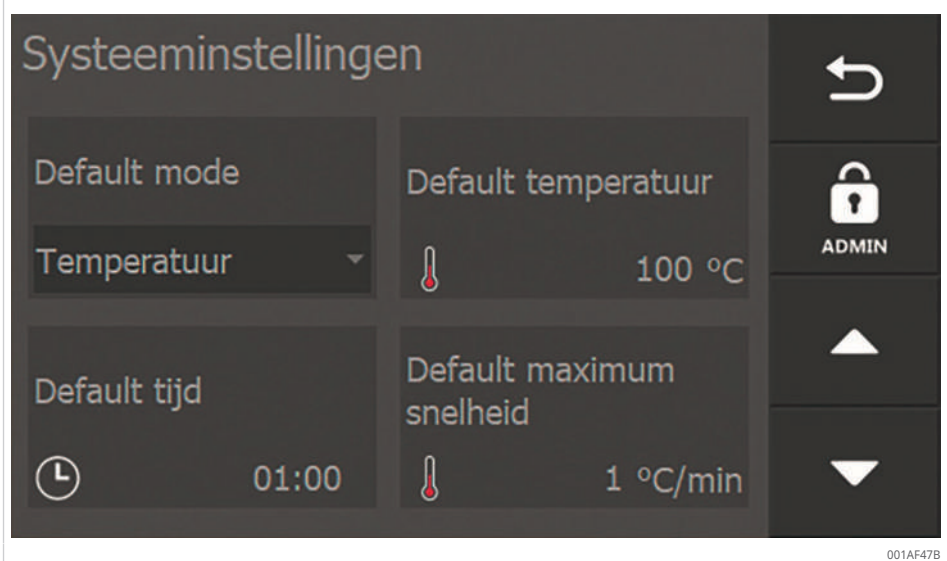 Systeeminstellingen
Default mode
Temperatuur
Default temperatuur
100 °C
Default tijd
01:00
Default maximum
snelheid
1 °C/min
ADMIN
001AF47B